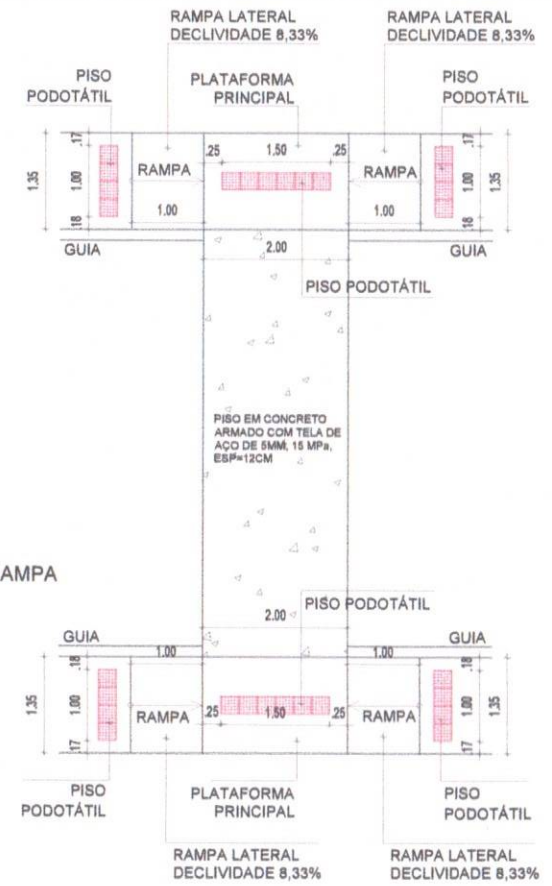 RAMPA LATERAL
DECLIVIDADE 8,33%
RAMPA LATERAL
DECLIVIDADE 8,33%
PISO
PODOTÁTIL
PLATAFORMA
PRINCIPAL
PISO
PODOTÁTIL
.17
1.00
.18
1.35
RAMPA
1.00
.25
1.50
.25
RAMPA
1.00
.17
1.00
.18
1.35
GUIA
2.00
GUIA
PISO PODOTÁTIL
PISO EM CONCRETO
ARMADO COM TELA DE
AÇO DE 5MM, 15 MPa,
ESP=12CM
AMPA
2.00
PISO PODOTÁTIL
GUIA
1.00
1.00
GUIA
.18
1.00
.17
1.35
RAMPA
.25
1.50
.25
RAMPA
.18
1.00
.17
1.35
PISO
PODOTÁTIL
PLATAFORMA
PRINCIPAL
PISO
PODOTÁTIL
RAMPA LATERAL
DECLIVIDADE 8,33%
RAMPA LATERAL
DECLIVIDADE 8,33%